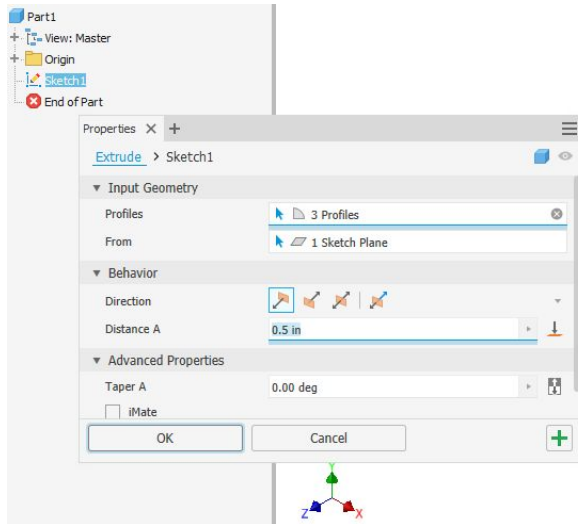 Part1
View: Master
Origin
Sketch1
End of Part
Properties X +
Extrude > Sketch1
Input Geometry
Profiles 3 Profiles
From 1 Sketch Plane
Behavior
Direction
Distance A 0.5 in
Advanced Properties
Taper A 0.00 deg
iMate
OK Cancel
Y
Z X